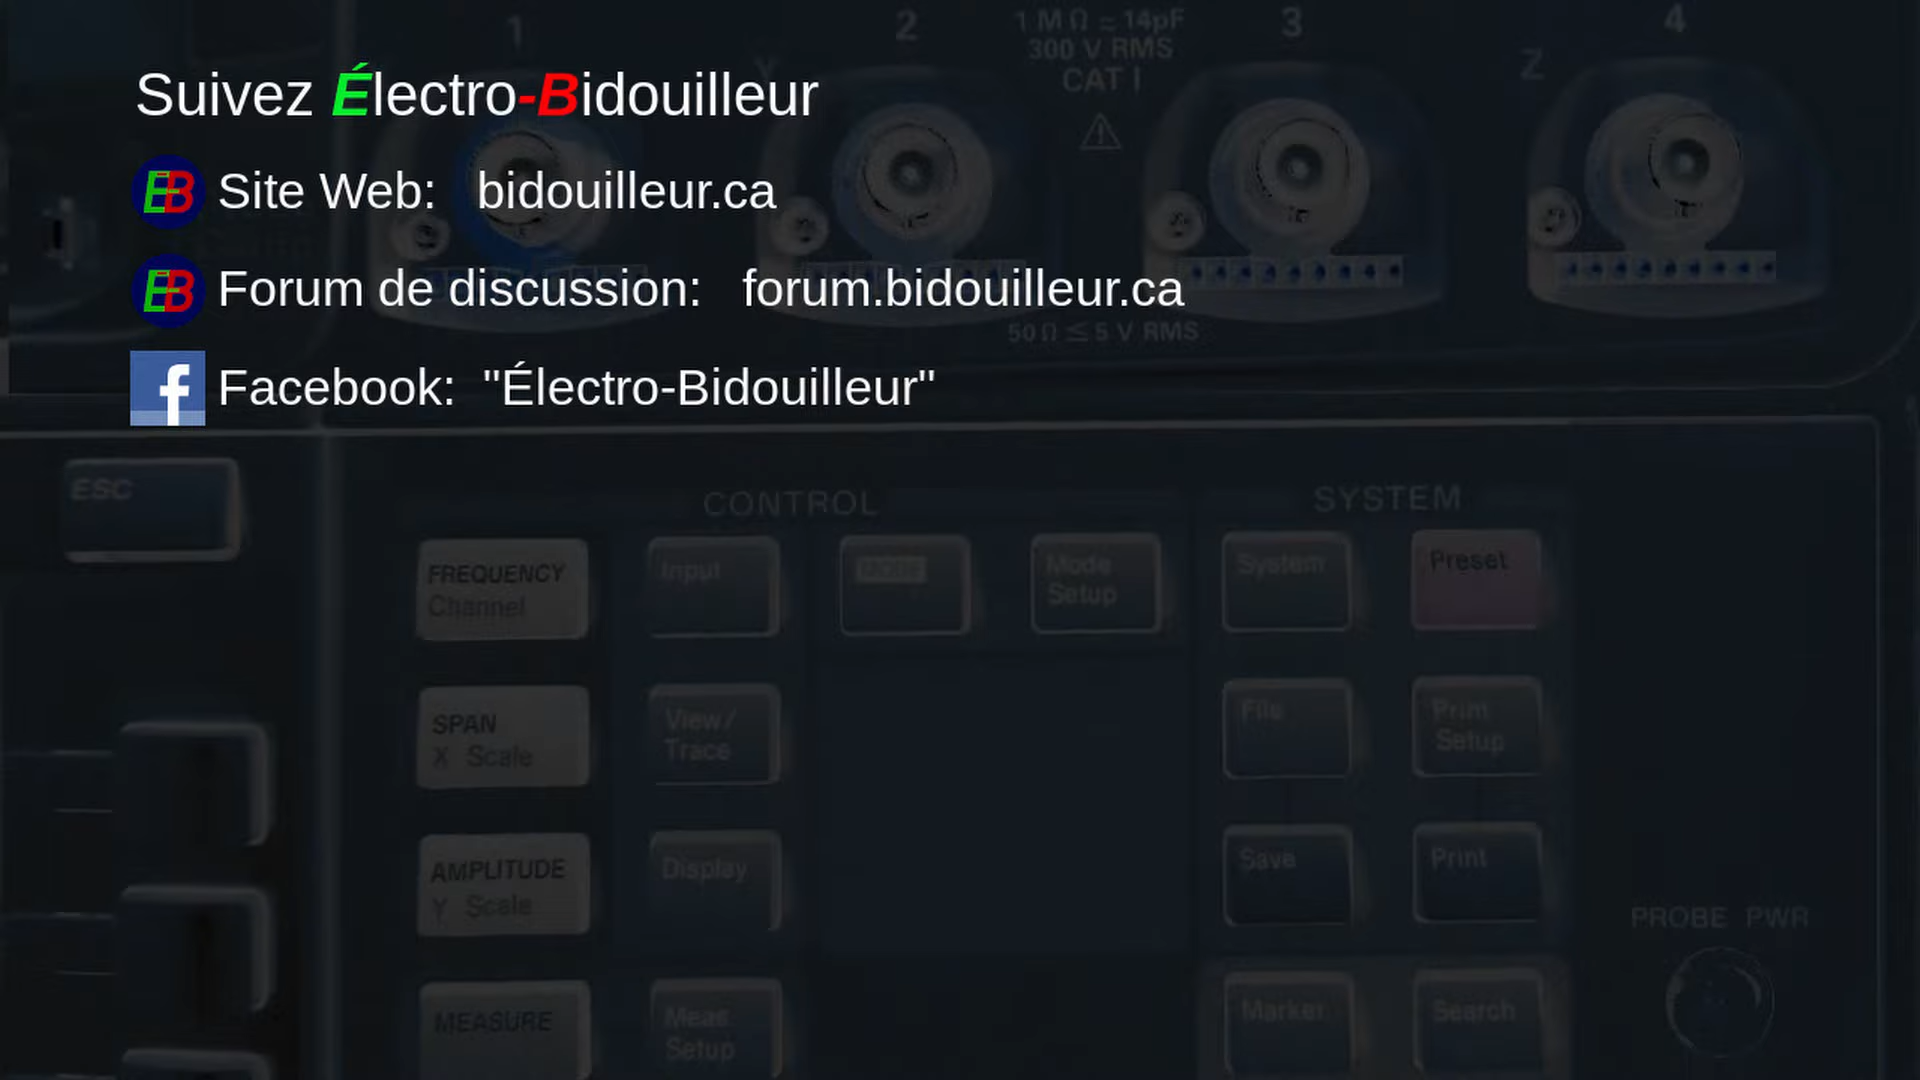 1
2
1 MΩ = 14pF
3
4
300 V RMS
CAT I
Y
Z
Suivez Électro-Bidouilleur
EB Site Web: bidouilleur.ca
EB Forum de discussion: forum.bidouilleur.ca
50Ω ≤ 5 V RMS
f Facebook: "Électro-Bidouilleur"
ESC
CONTROL
SYSTEM
FREQUENCY
Channel
Input
MODE
Mode
Setup
System
Preset
SPAN
X Scale
View/
Trace
File
Print
Setup
AMPLITUDE
Y Scale
Display
Save
Print
PROBE PWR
MEASURE
Meas
Setup
Marker
Search